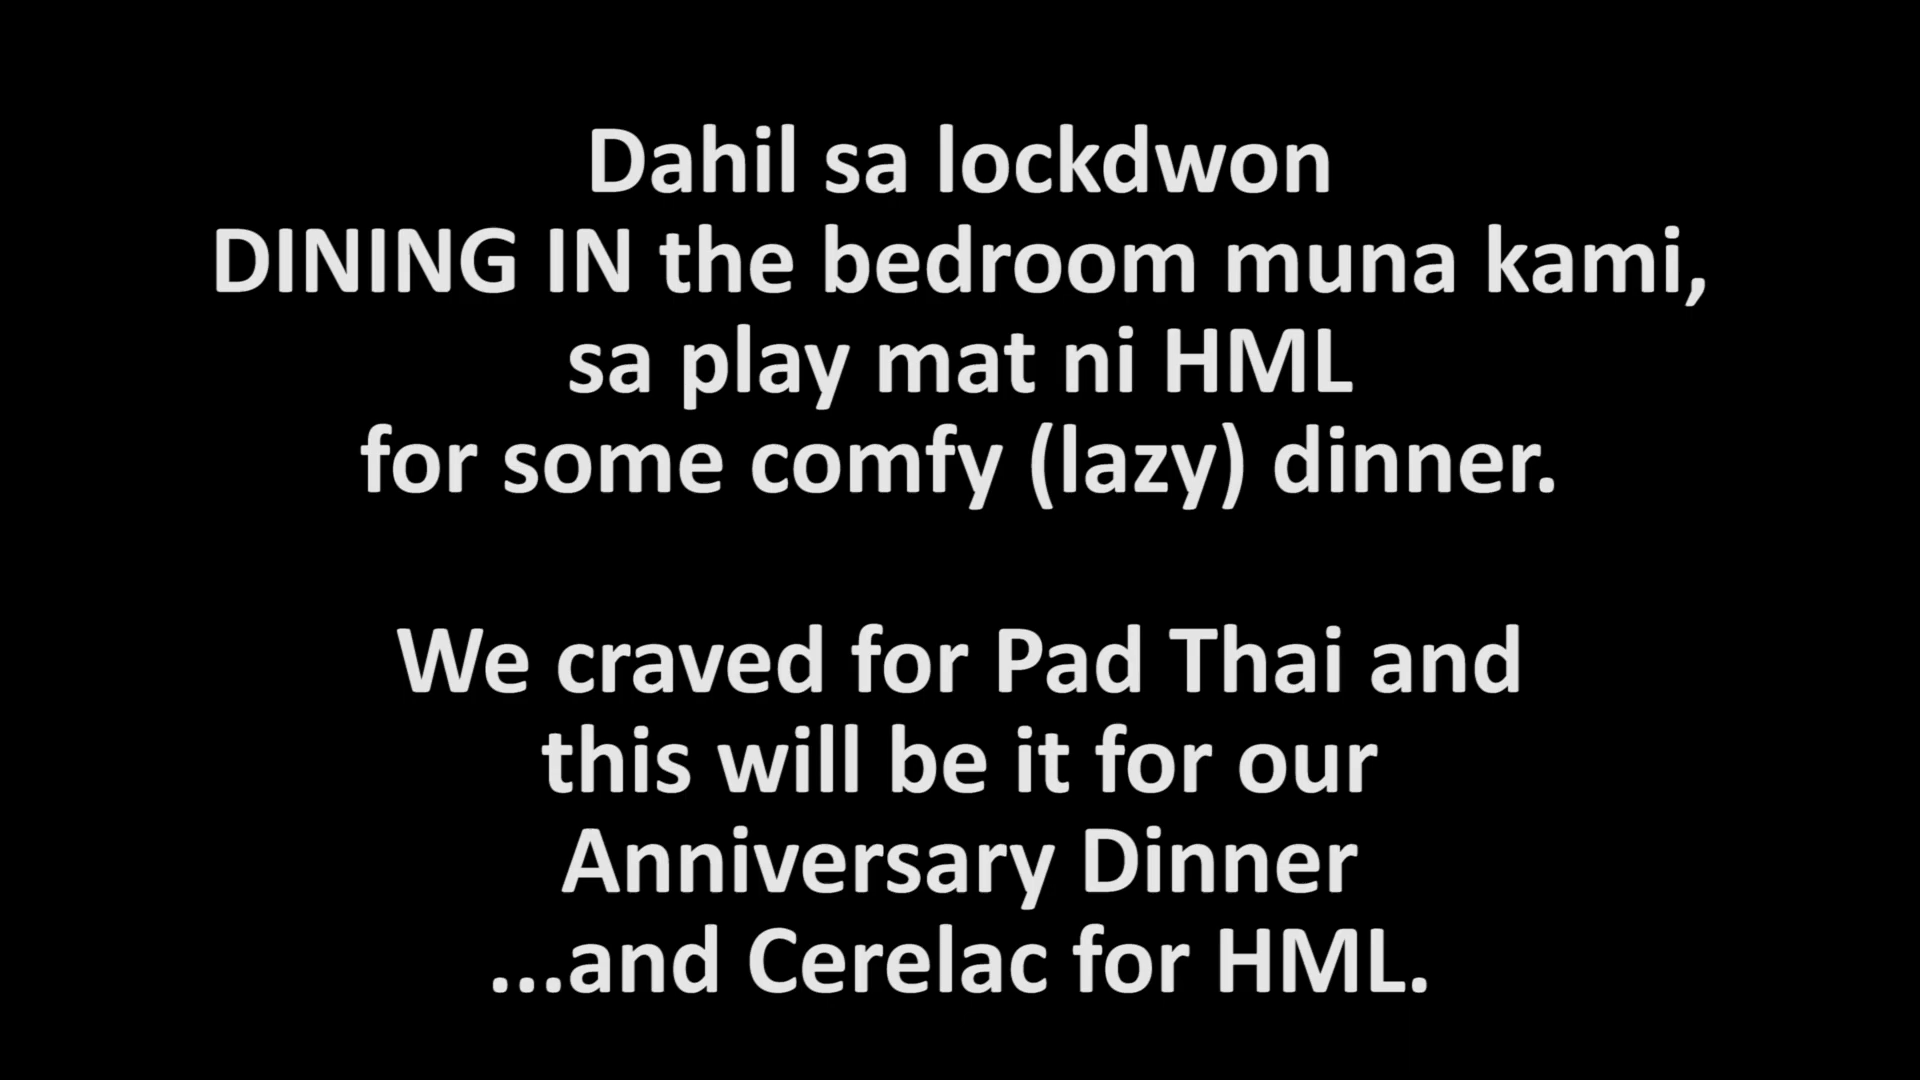 Dahil sa lockdwon
DINING IN the bedroom muna kami,
sa play mat ni HML
for some comfy (lazy) dinner.
We craved for Pad Thai and
this will be it for our
Anniversary Dinner
...and Cerelac for HML.